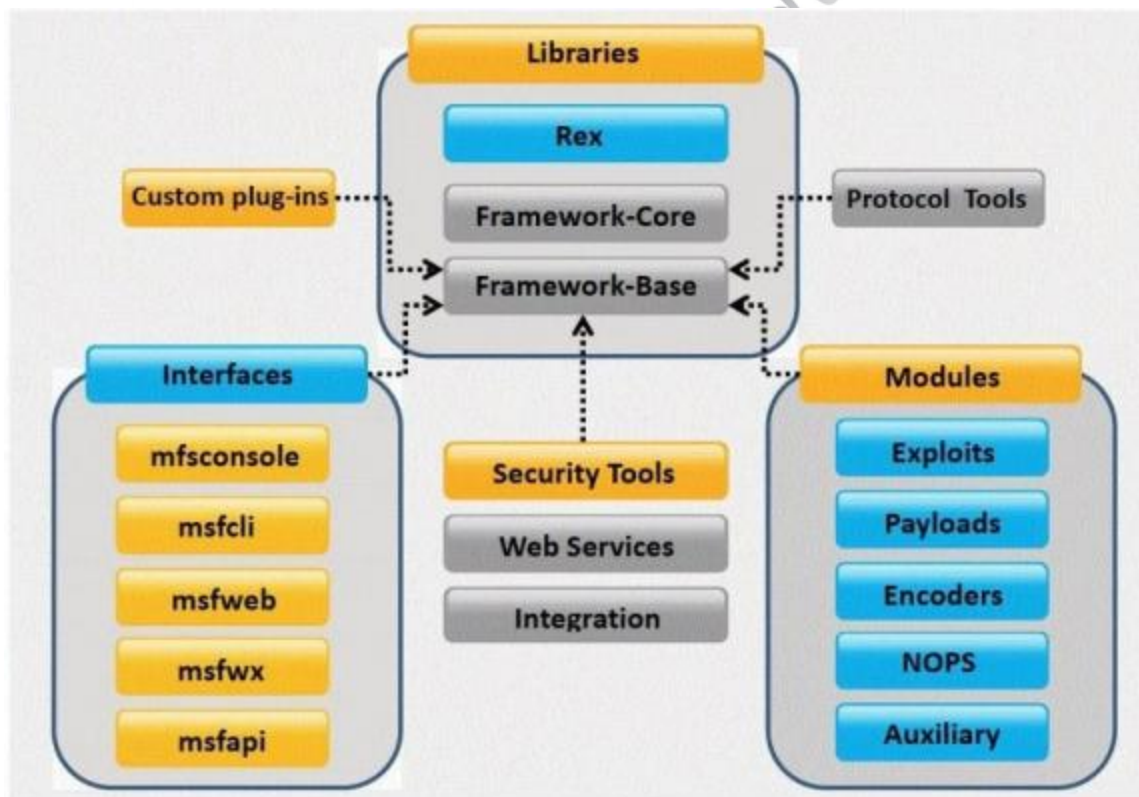 Libraries
Rex
Custom plug-ins
Protocol Tools
Framework-Core
Framework-Base
Interfaces
Modules
mfsconsole
Security Tools
Exploits
msfcli
Web Services
Payloads
msfweb
Integration
Encoders
msfwx
NOPS
msfapi
Auxiliary